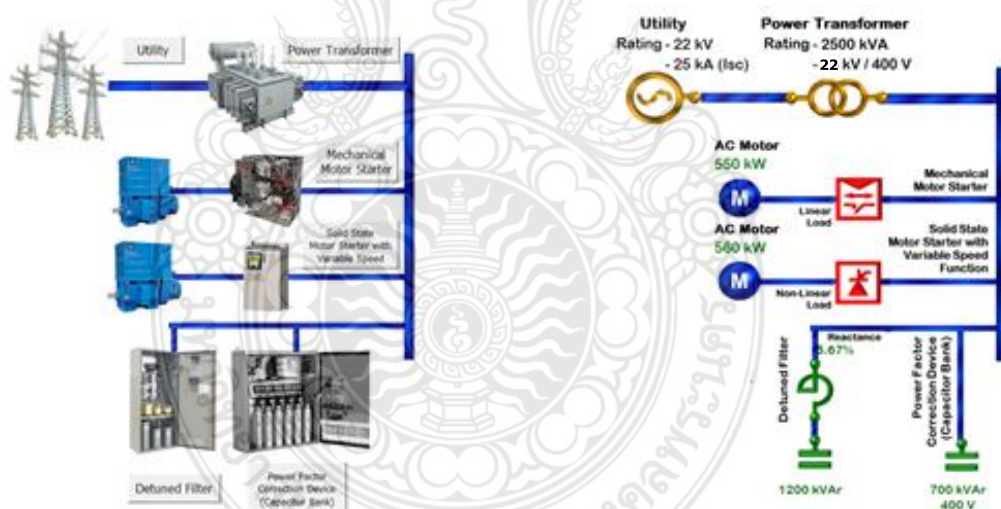 Utility
Power Transformer
Mechanical
Motor Starter
Solid State
Motor Starter with
Variable Speed
Detuned Filter
Power Factor
Correction Device
(Capacitor Bank)
Utility
Rating - 22 kV
- 25 kA (Isc)
Power Transformer
Rating - 2500 kVA
- 22 kV / 400 V
AC Motor
550 kW
M
Linear
Load
Mechanical
Motor Starter
AC Motor
560 kW
M
Non-Linear
Load
Solid State
Motor Starter with
Variable Speed
Function
Detuned Filter
Reactance
5.67%
1200 kVAr
Power Factor
Correction Device
(Capacitor Bank)
700 kVAr
400 V